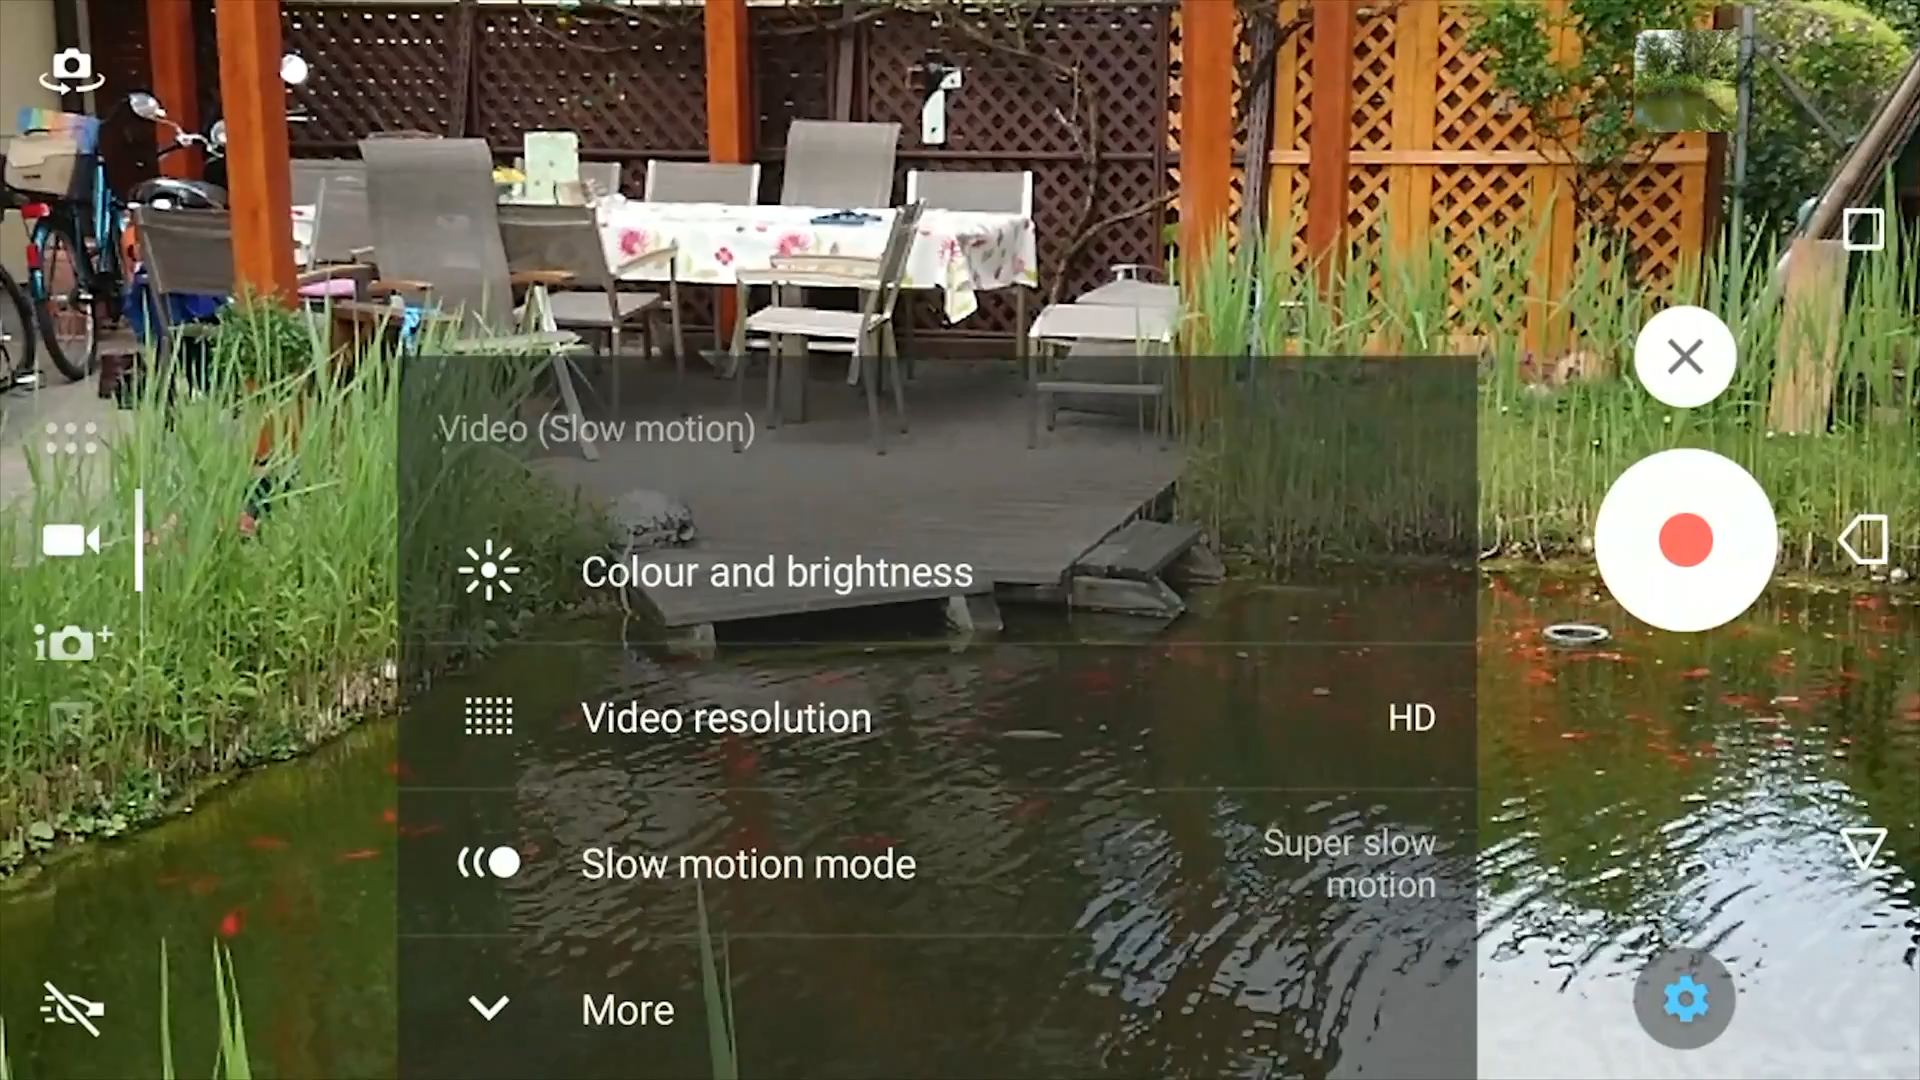 Video (Slow motion)
Colour and brightness
Video resolution
HD
Slow motion mode
Super slow
motion
More